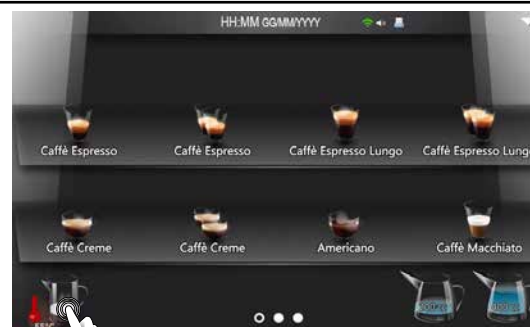 HH:MM GG/MM/YYYY
Caffè Espresso Caffè Espresso Caffè Espresso Lungo Caffè Espresso Lungo
Caffè Creme Caffè Creme Americano Caffè Macchiato